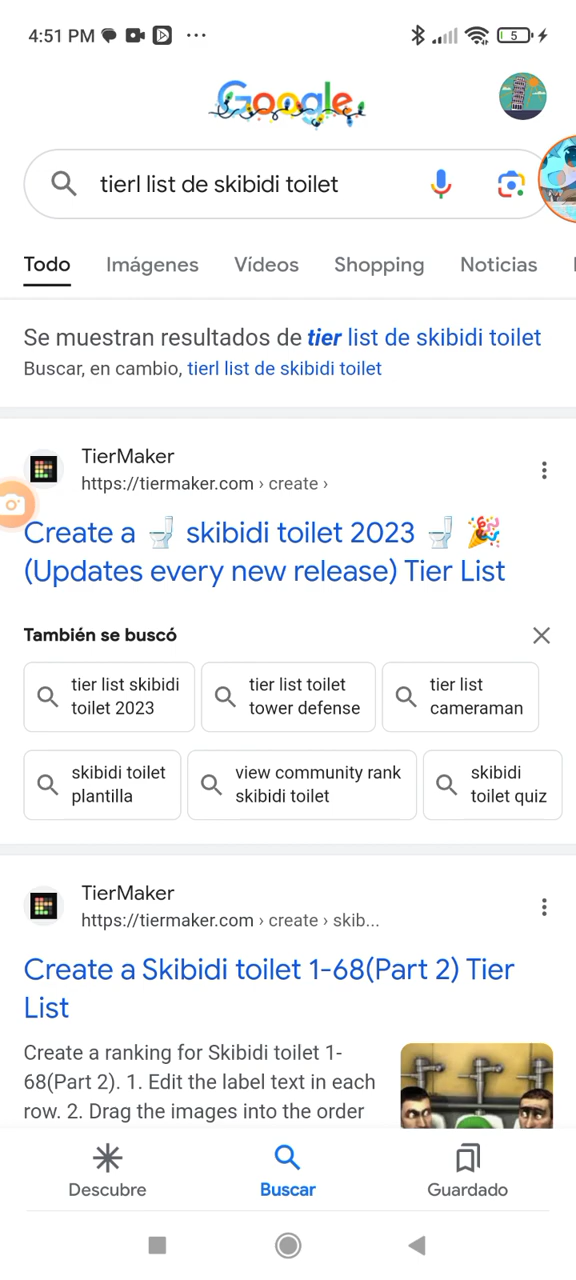 4:51 PM
5
Google
tierl list de skibidi toilet
Todo Imágenes Vídeos Shopping Noticias
Se muestran resultados de tier list de skibidi toilet
Buscar, en cambio, tierl list de skibidi toilet
TierMaker
https://tiermaker.com › create ›
Create a 🚽 skibidi toilet 2023 🚽 🎉
(Updates every new release) Tier List
También se buscó
tier list skibidi
toilet 2023
tier list toilet
tower defense
tier list
cameraman
skibidi toilet
plantilla
view community rank
skibidi toilet
skibidi
toilet quiz
TierMaker
https://tiermaker.com › create › skib...
Create a Skibidi toilet 1-68(Part 2) Tier
List
Create a ranking for Skibidi toilet 1-
68(Part 2). 1. Edit the label text in each
row. 2. Drag the images into the order
Descubre
Buscar
Guardado